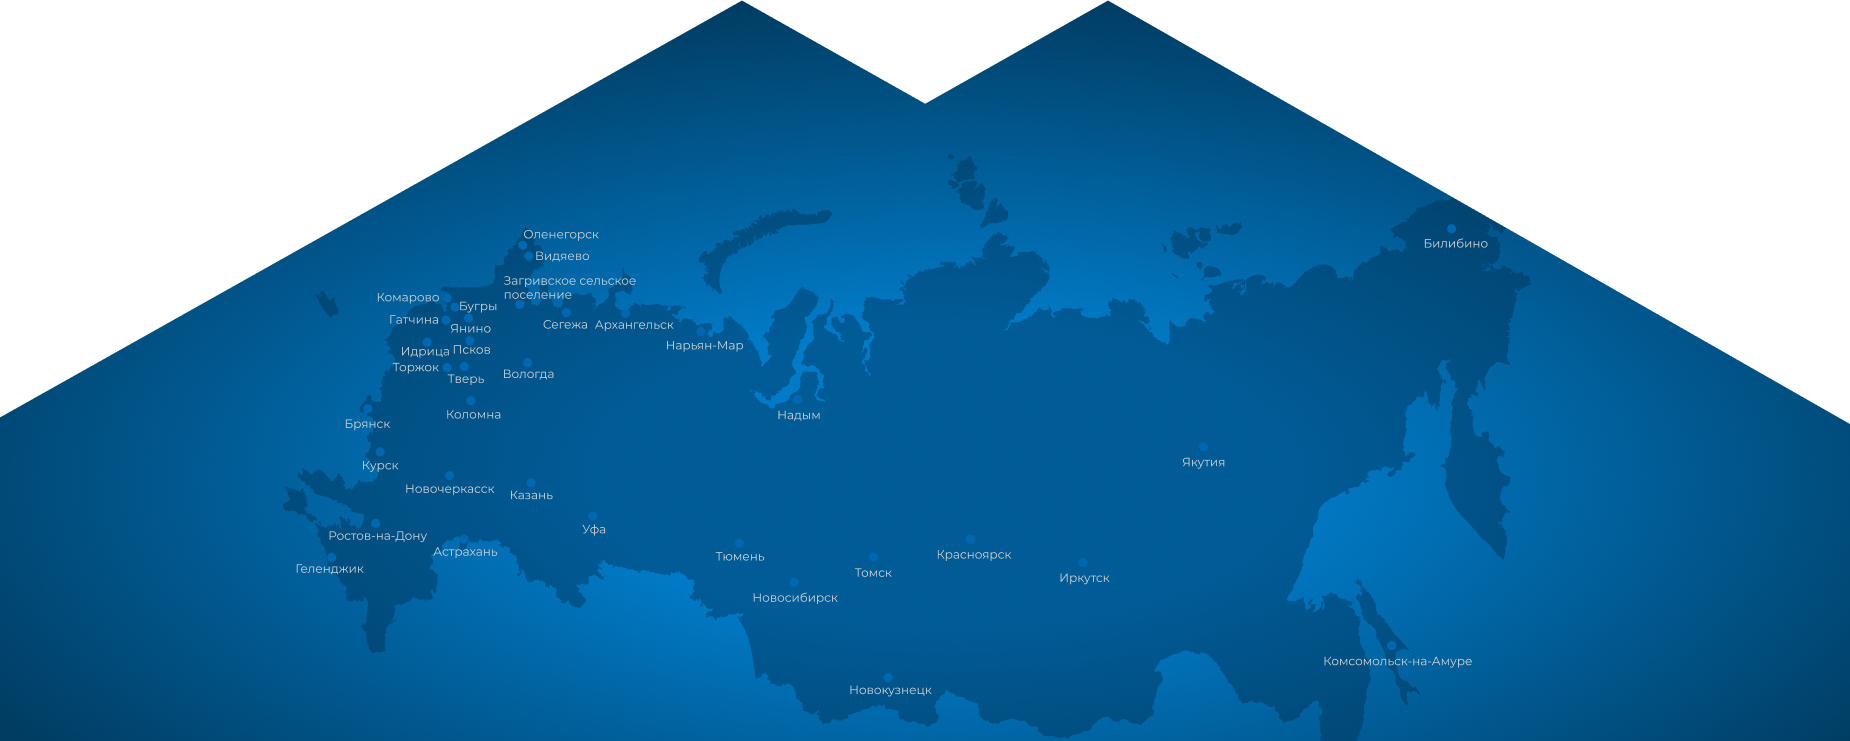 Оленегорск
Билибино
Видяево
Загривское сельское
поселение
Комарово
Бугры
Гатчина
Янино
Сегежа
Архангельск
Нарьян-Мар
Идрица
Псков
Торжок
Тверь
Вологда
Коломна
Надым
Брянск
Курск
Якутия
Новочеркасск
Казань
Уфа
Ростов-на-Дону
Астрахань
Геленджик
Тюмень
Красноярск
Томск
Иркутск
Новосибирск
Комсомольск-на-Амуре
Новокузнецк